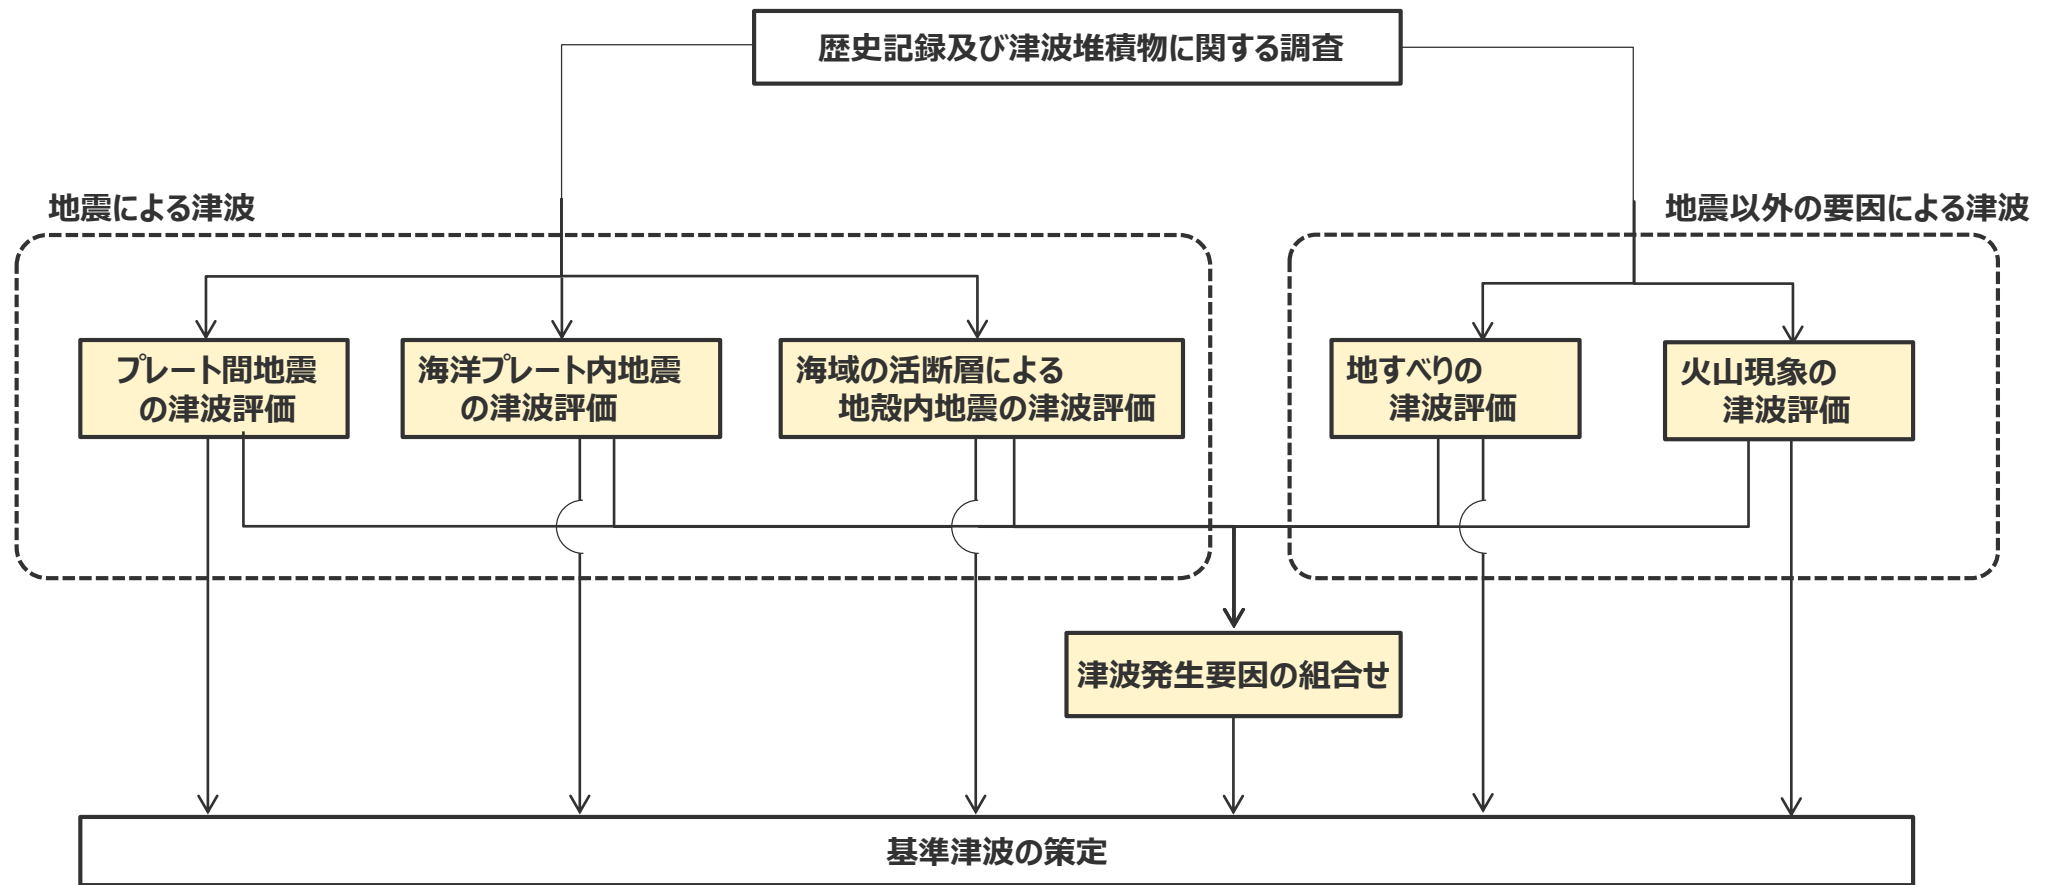 歴史記録及び津波堆積物に関する調査
地震による津波
地震以外の要因による津波
プレート間地震
の津波評価
海洋プレート内地震
の津波評価
海域の活断層による
地殻内地震の津波評価
地すべりの
津波評価
火山現象の
津波評価
津波発生要因の組合せ
基準津波の策定